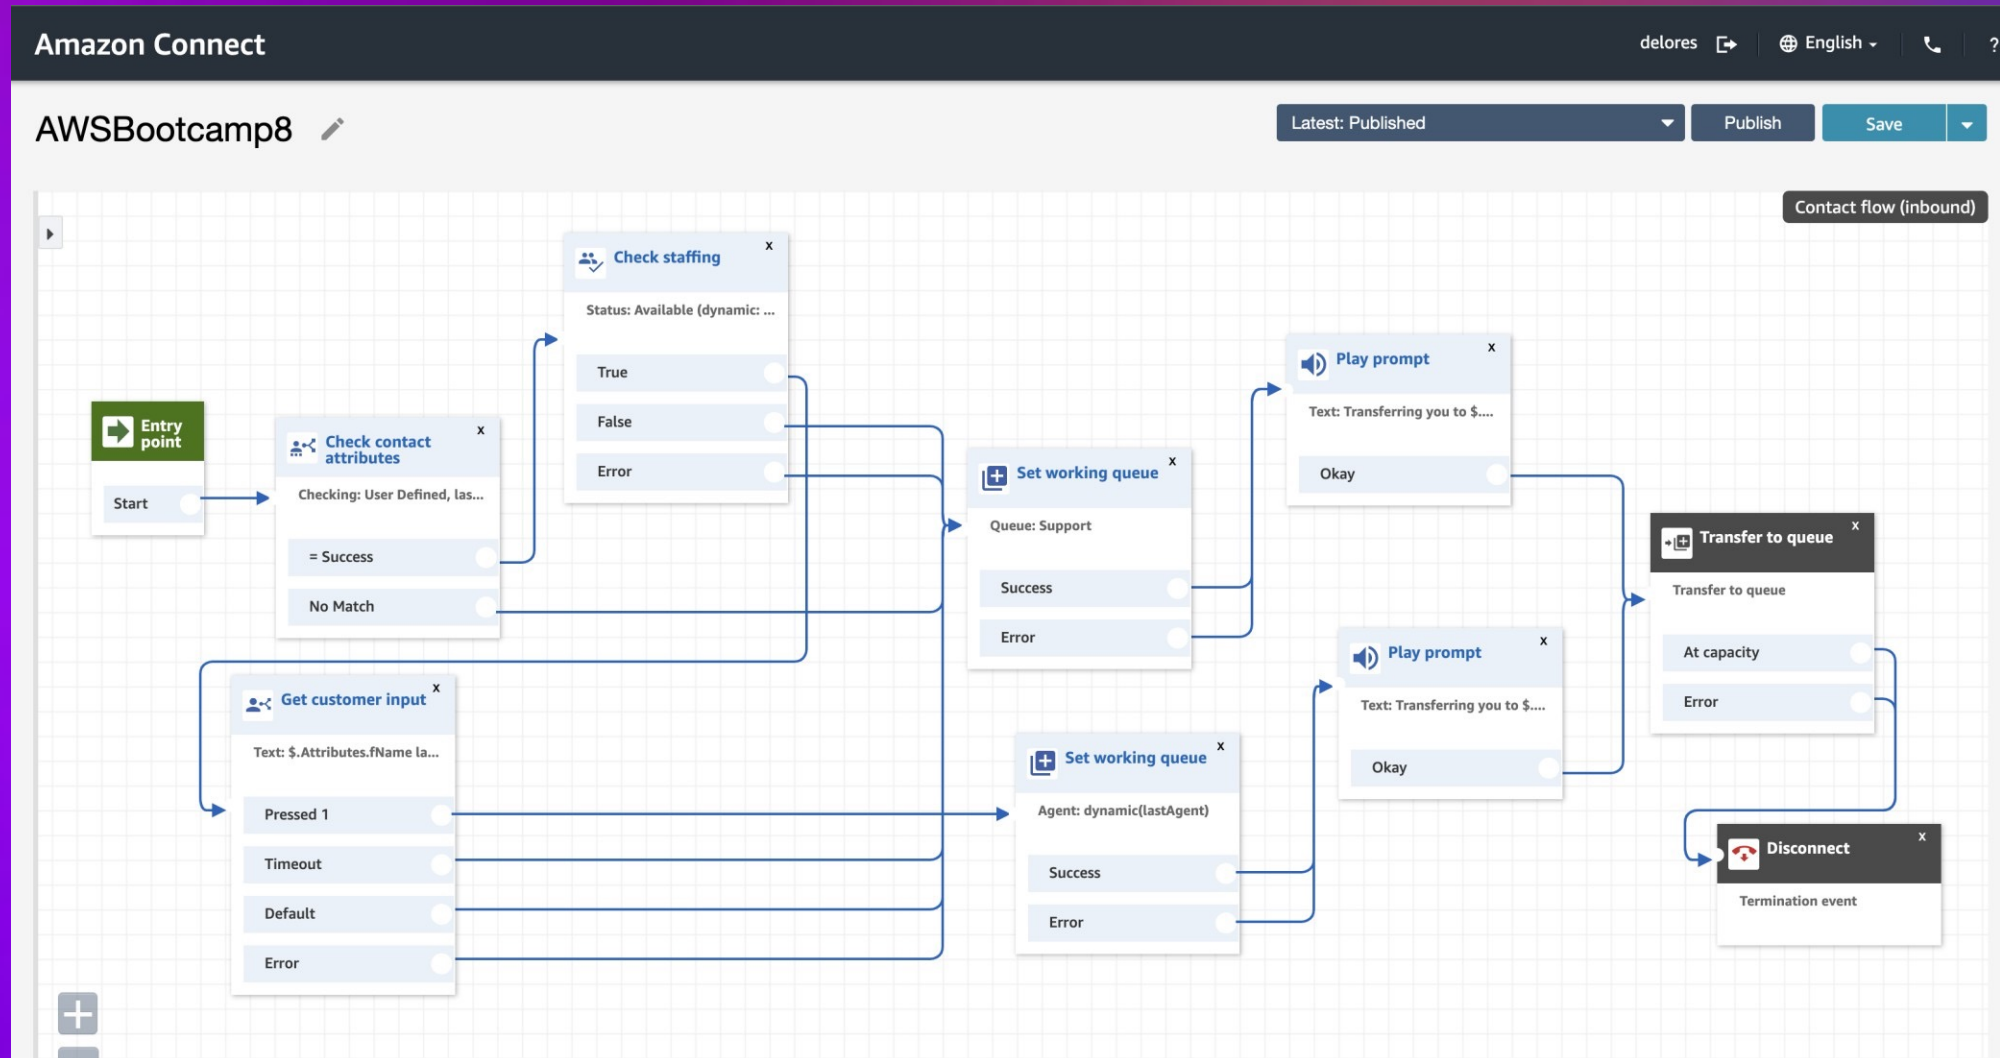 Amazon Connect
delores
English
?
AWSBootcamp8
Latest: Published
Publish
Save
Contact flow (inbound)
Entry
point
Start
Check contact
attributes
x
Checking: User Defined, las...
= Success
No Match
Check staffing
x
Status: Available (dynamic: ...
True
False
Error
Get customer input
x
Text: $.Attributes.fName la...
Pressed 1
Timeout
Default
Error
Set working queue
x
Queue: Support
Success
Error
Set working queue
x
Agent: dynamic(lastAgent)
Success
Error
Play prompt
x
Text: Transferring you to $....
Okay
Play prompt
x
Text: Transferring you to $....
Okay
Transfer to queue
x
Transfer to queue
At capacity
Error
Disconnect
x
Termination event